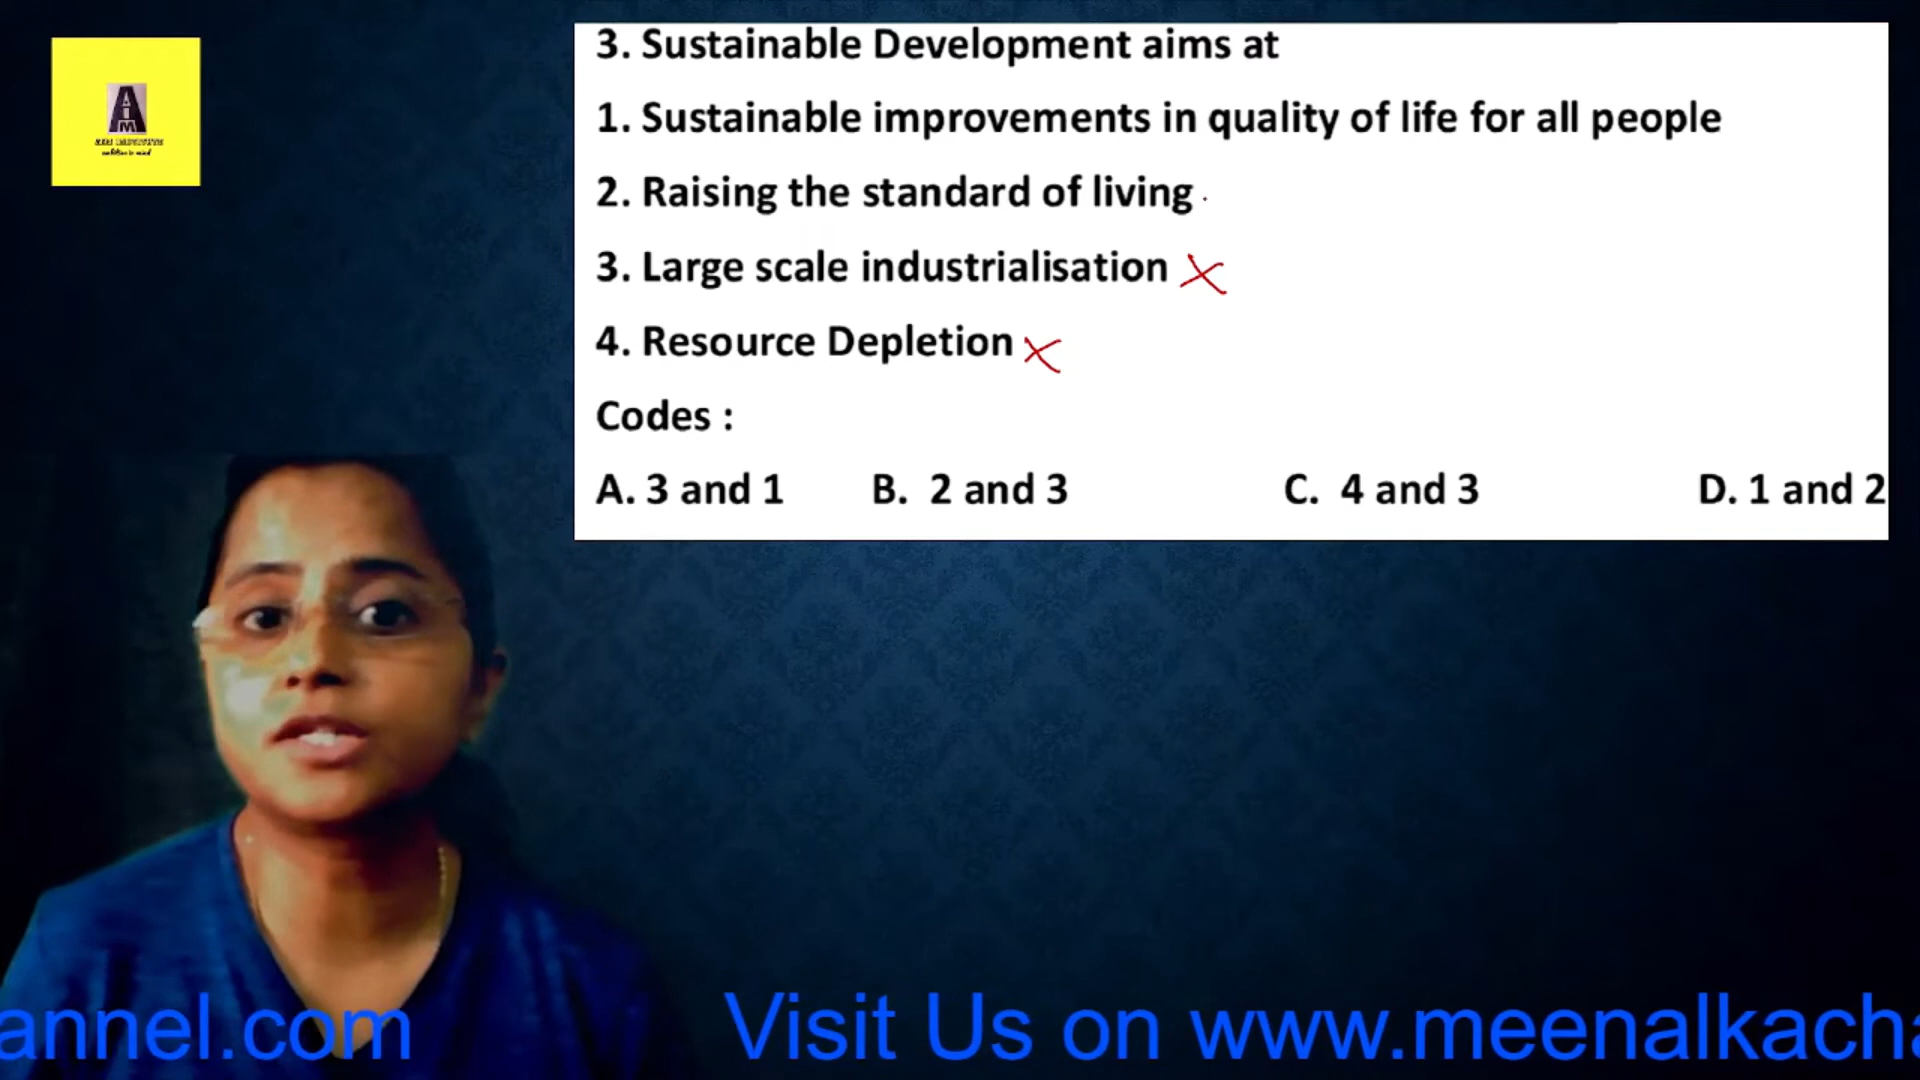 AIM
3. Sustainable Development aims at
1. Sustainable improvements in quality of life for all people
2. Raising the standard of living
3. Large scale industrialisation
4. Resource Depletion
Codes :
A. 3 and 1 B. 2 and 3 C. 4 and 3 D. 1 and 2
annel.com Visit Us on www.meenalkacha